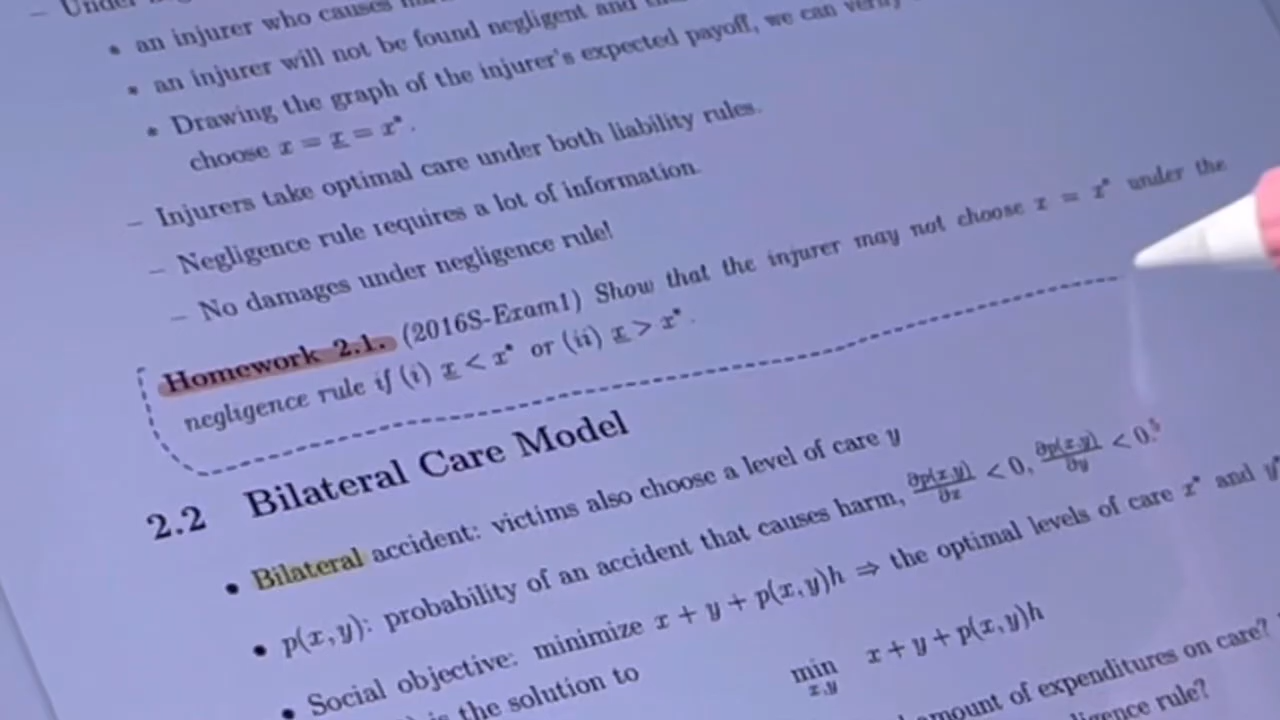 – Under
• an injurer who causes
• an injurer will not be found negligent and
• Drawing the graph of the injurer's expected payoff, we can verify
choose x = x̲ = x*.
– Injurers take optimal care under both liability rules.
– Negligence rule requires a lot of information.
– No damages under negligence rule!
Homework 2.1. (2016S-Exam1) Show that the injurer may not choose x = x* under the
negligence rule if (i) x̲ < x* or (ii) x̲ > x*.
2.2 Bilateral Care Model
• Bilateral accident: victims also choose a level of care y
• p(x, y): probability of an accident that causes harm, ∂p(x,y)/∂x < 0, ∂p(x,y)/∂y < 0.⁵
• Social objective: minimize x + y + p(x, y)h ⇒ the optimal levels of care x* and y*
is the solution to
min x,y x + y + p(x, y)h
amount of expenditures on care?
rule?